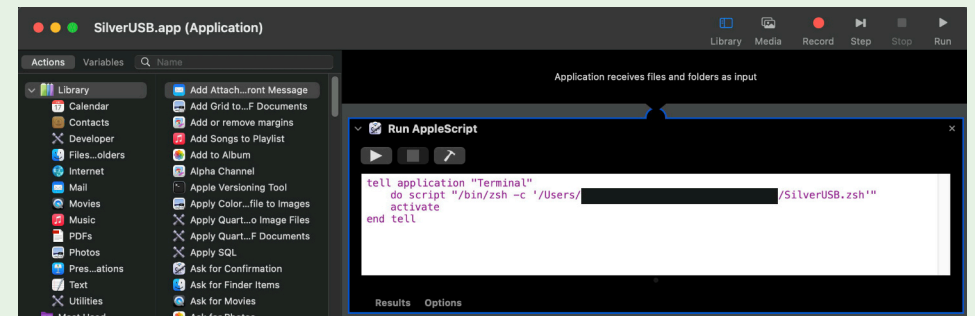 SilverUSB.app (Application)
Library Media Record Step Stop Run
Actions Variables Name
Library
Calendar
Contacts
Developer
Files...olders
Internet
Mail
Movies
Music
PDFs
Photos
Pres...ations
Text
Utilities
Add Attach...ront Message
Add Grid to...F Documents
Add or remove margins
Add Songs to Playlist
Add to Album
Alpha Channel
Apple Versioning Tool
Apply Color...file to Images
Apply Quart...o Image Files
Apply Quart...F Documents
Apply SQL
Ask for Confirmation
Ask for Finder Items
Ask for Movies
Application receives files and folders as input
Run AppleScript
tell application "Terminal"
do script "/bin/zsh -c '/Users/ /SilverUSB.zsh'"
activate
end tell
Results Options